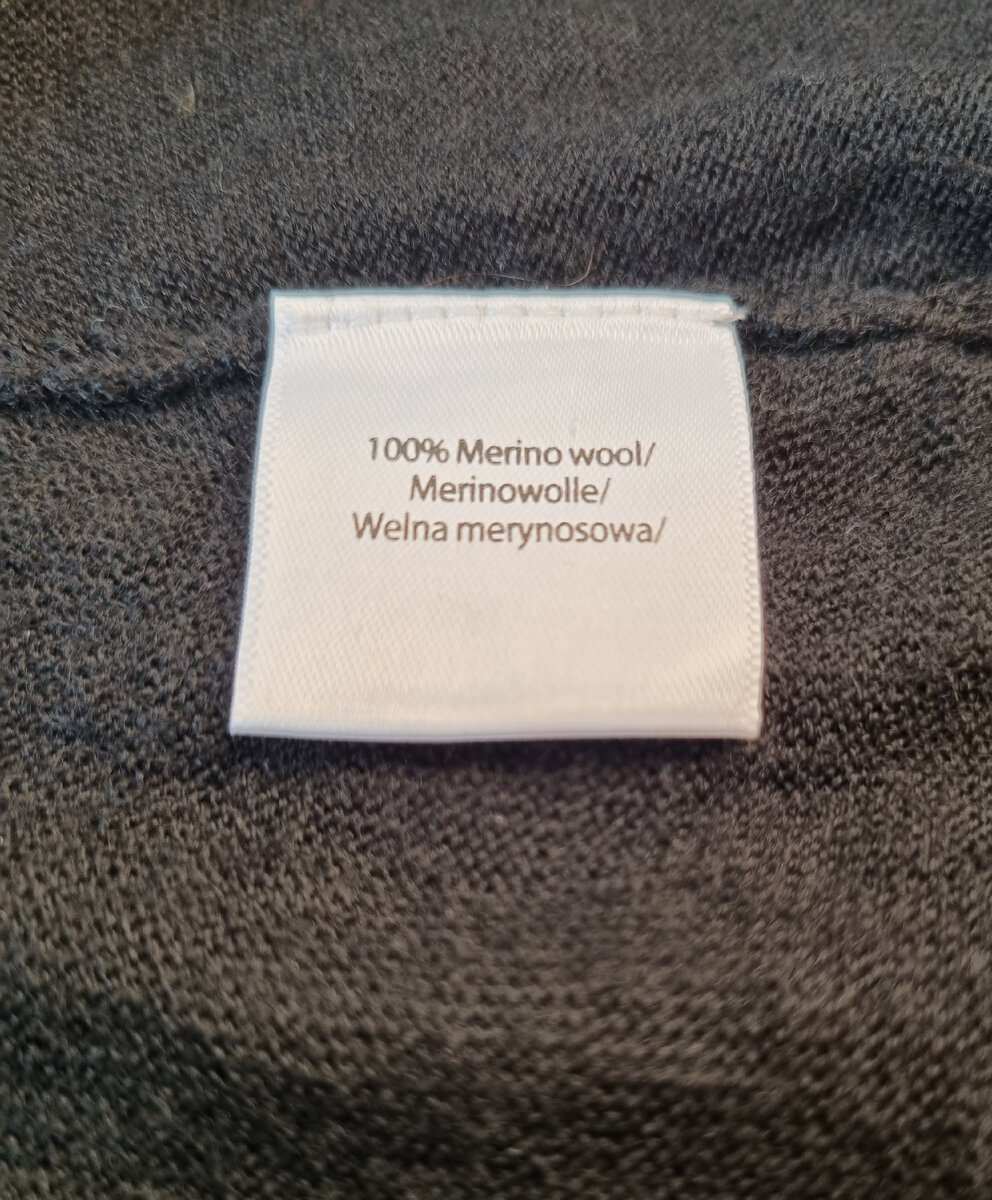 100% Merino wool/
Merinowolle/
Welna merynosowa/